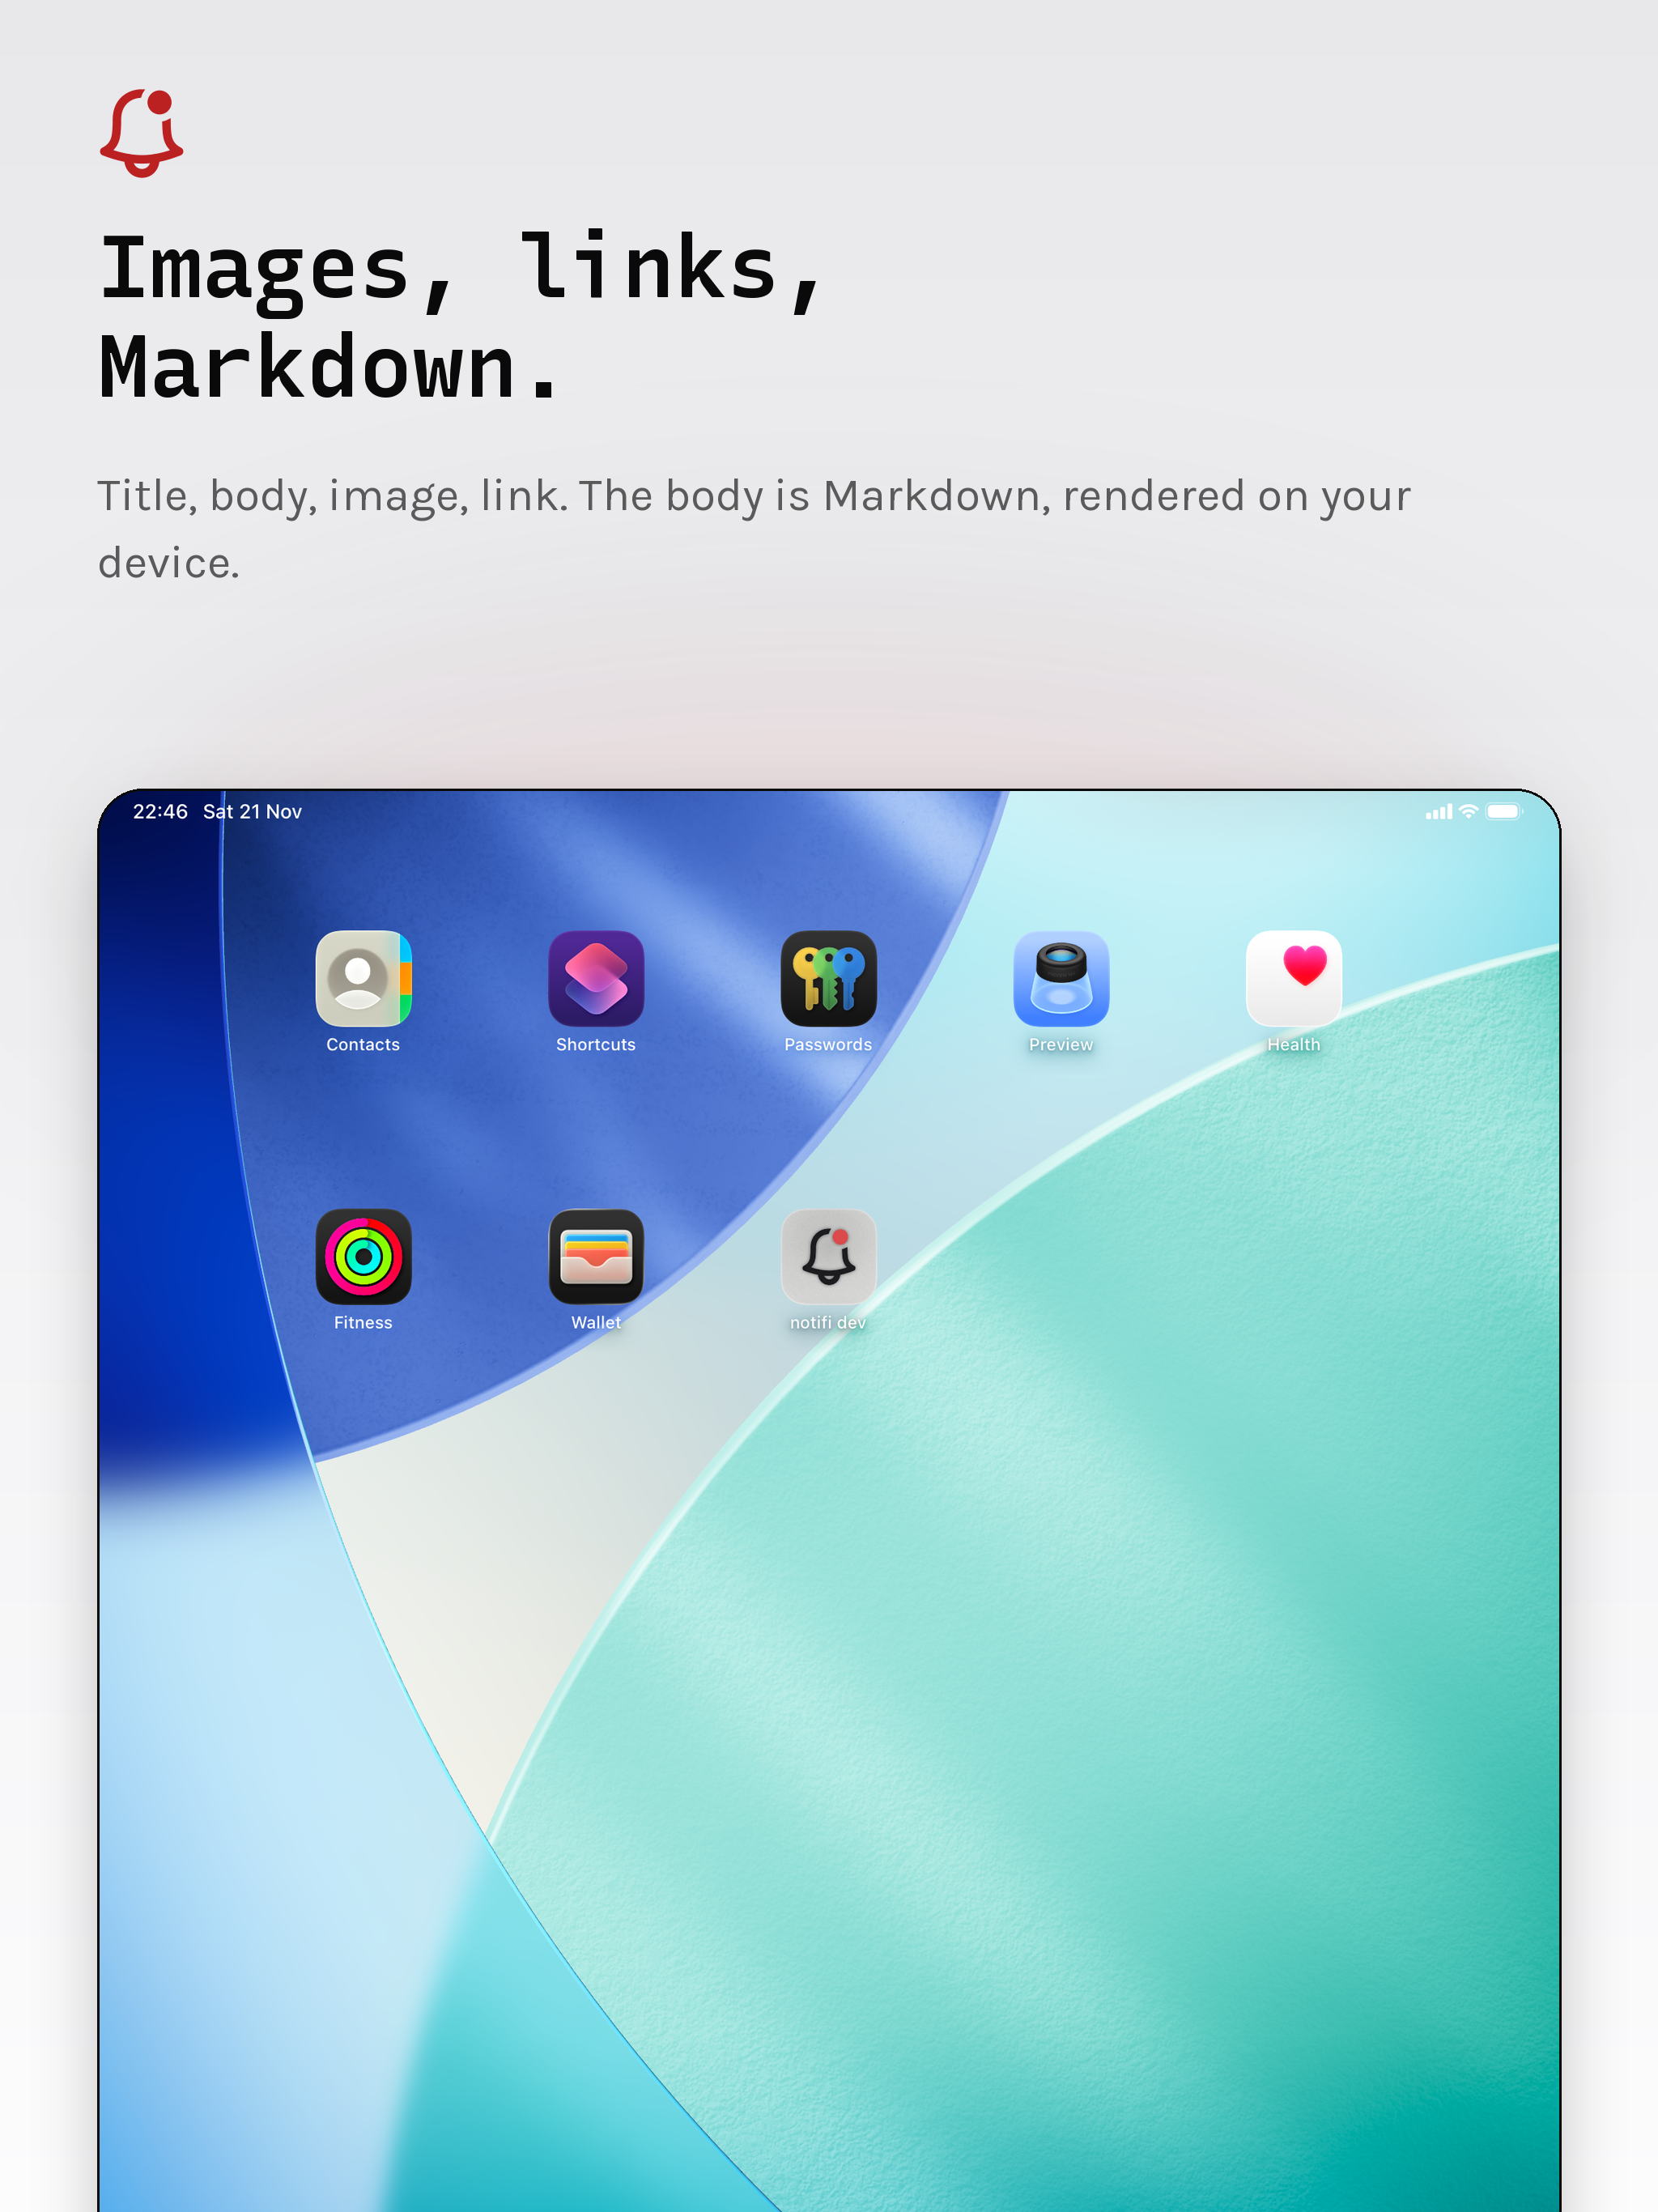 Images, links,
Markdown.
Title, body, image, link. The body is Markdown, rendered on your
device.
22:46 Sat 21 Nov
Contacts
Shortcuts
Passwords
Preview
Health
Fitness
Wallet
notifi dev